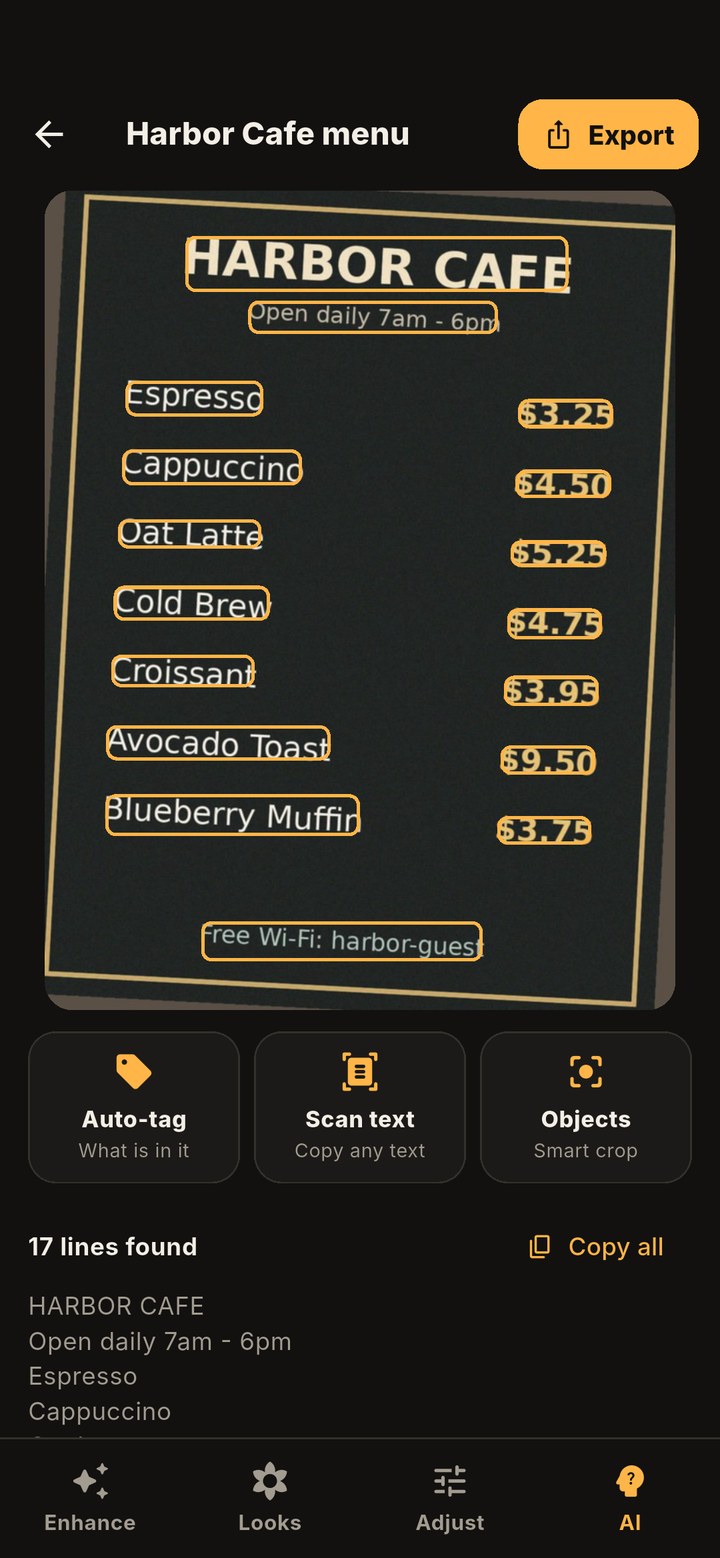 Harbor Cafe menu
Export
HARBOR CAFE
Open daily 7am - 6pm
Espresso $3.25
Cappuccino $4.50
Oat Latte $5.25
Cold Brew $4.75
Croissant $3.95
Avocado Toast $9.50
Blueberry Muffin $3.75
Free Wi-Fi: harbor-guest
Auto-tag
What is in it
Scan text
Copy any text
Objects
Smart crop
17 lines found
Copy all
HARBOR CAFE
Open daily 7am - 6pm
Espresso
Cappuccino
Enhance
Looks
Adjust
AI